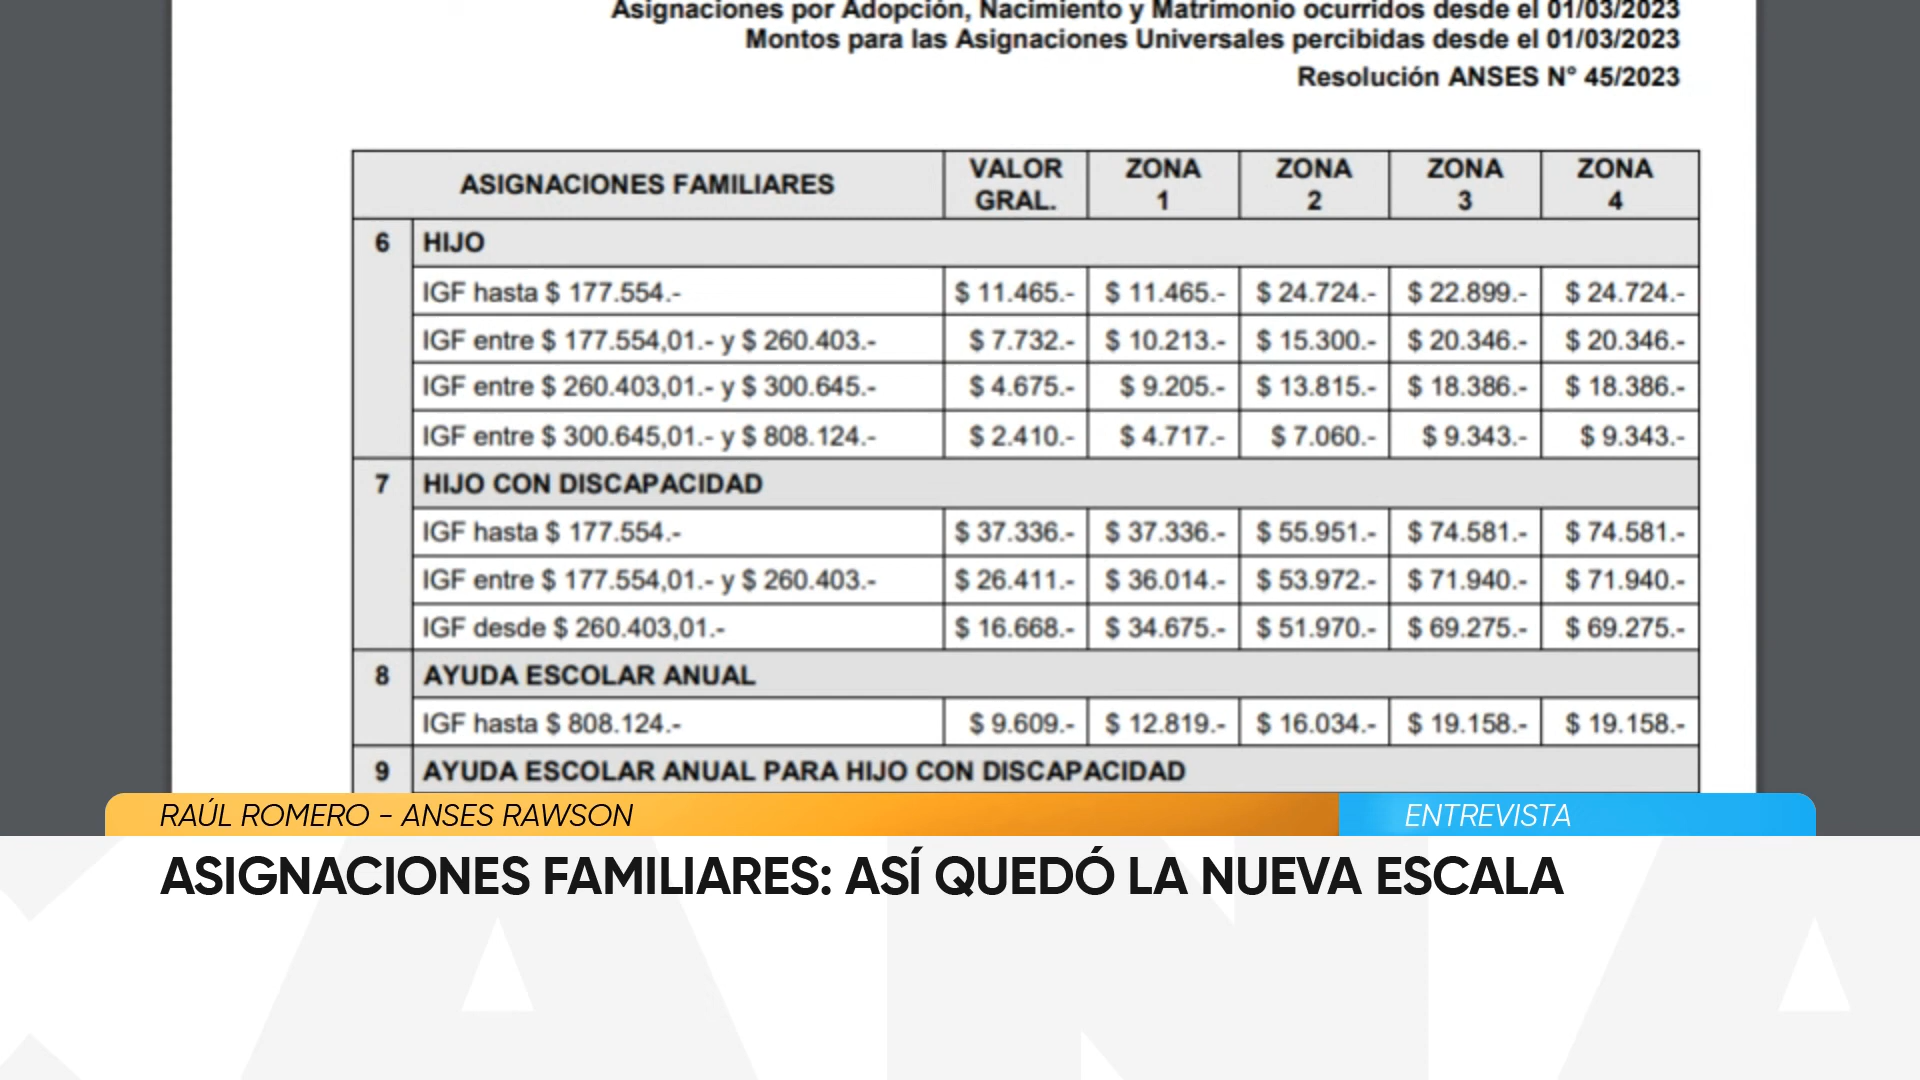 Asignaciones por Adopción, Nacimiento y Matrimonio ocurridos desde el 01/03/2023
Montos para las Asignaciones Universales percibidas desde el 01/03/2023
Resolución ANSES N° 45/2023
ASIGNACIONES FAMILIARES VALOR GRAL. ZONA 1 ZONA 2 ZONA 3 ZONA 4
6 HIJO
IGF hasta $ 177.554.- $ 11.465.- $ 11.465.- $ 24.724.- $ 22.899.- $ 24.724.-
IGF entre $ 177.554,01.- y $ 260.403.- $ 7.732.- $ 10.213.- $ 15.300.- $ 20.346.- $ 20.346.-
IGF entre $ 260.403,01.- y $ 300.645.- $ 4.675.- $ 9.205.- $ 13.815.- $ 18.386.- $ 18.386.-
IGF entre $ 300.645,01.- y $ 808.124.- $ 2.410.- $ 4.717.- $ 7.060.- $ 9.343.- $ 9.343.-
7 HIJO CON DISCAPACIDAD
IGF hasta $ 177.554.- $ 37.336.- $ 37.336.- $ 55.951.- $ 74.581.- $ 74.581.-
IGF entre $ 177.554,01.- y $ 260.403.- $ 26.411.- $ 36.014.- $ 53.972.- $ 71.940.- $ 71.940.-
IGF desde $ 260.403,01.- $ 16.668.- $ 34.675.- $ 51.970.- $ 69.275.- $ 69.275.-
8 AYUDA ESCOLAR ANUAL
IGF hasta $ 808.124.- $ 9.609.- $ 12.819.- $ 16.034.- $ 19.158.- $ 19.158.-
9 AYUDA ESCOLAR ANUAL PARA HIJO CON DISCAPACIDAD
RAÚL ROMERO - ANSES RAWSON
ENTREVISTA
ASIGNACIONES FAMILIARES: ASÍ QUEDÓ LA NUEVA ESCALA